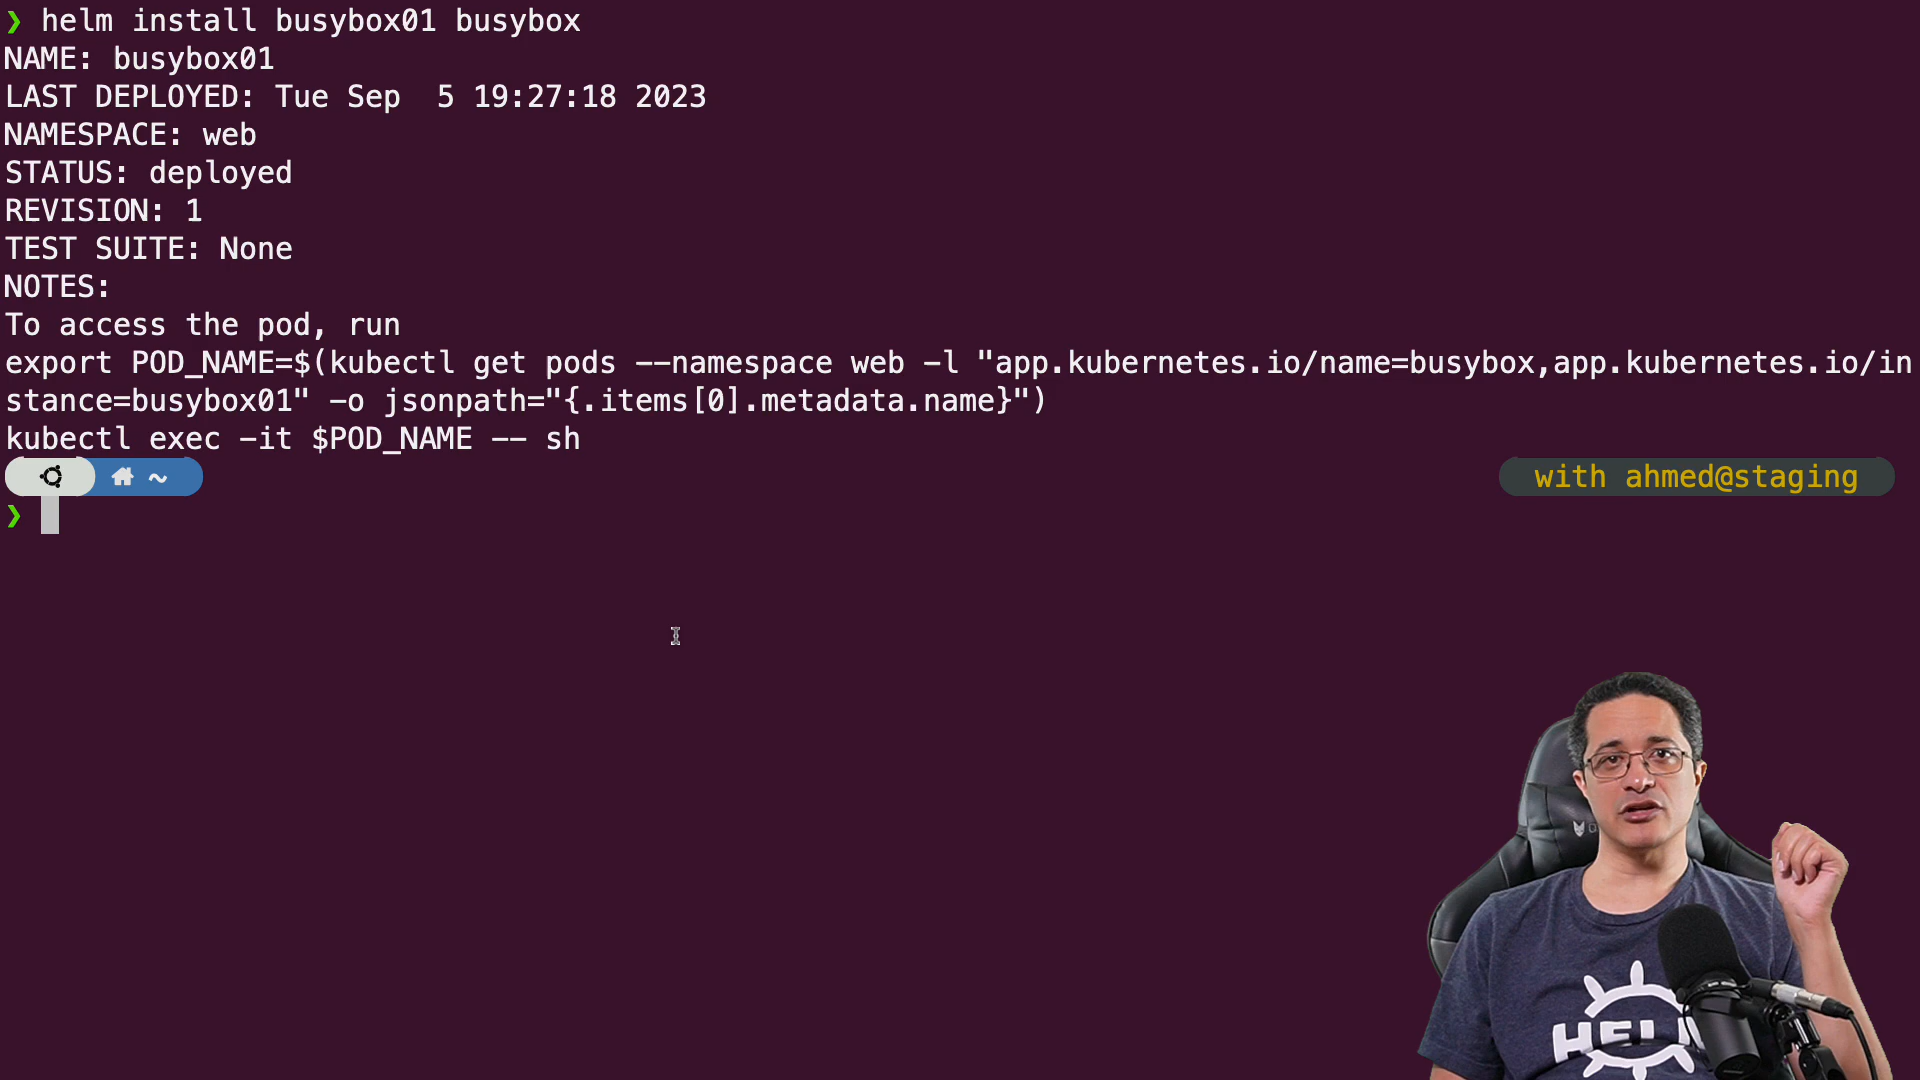 ❯ helm install busybox01 busybox
NAME: busybox01
LAST DEPLOYED: Tue Sep  5 19:27:18 2023
NAMESPACE: web
STATUS: deployed
REVISION: 1
TEST SUITE: None
NOTES:
To access the pod, run
export POD_NAME=$(kubectl get pods --namespace web -l "app.kubernetes.io/name=busybox,app.kubernetes.io/in
stance=busybox01" -o jsonpath="{.items[0].metadata.name}")
kubectl exec -it $POD_NAME -- sh
~ with ahmed@staging
❯
HELM